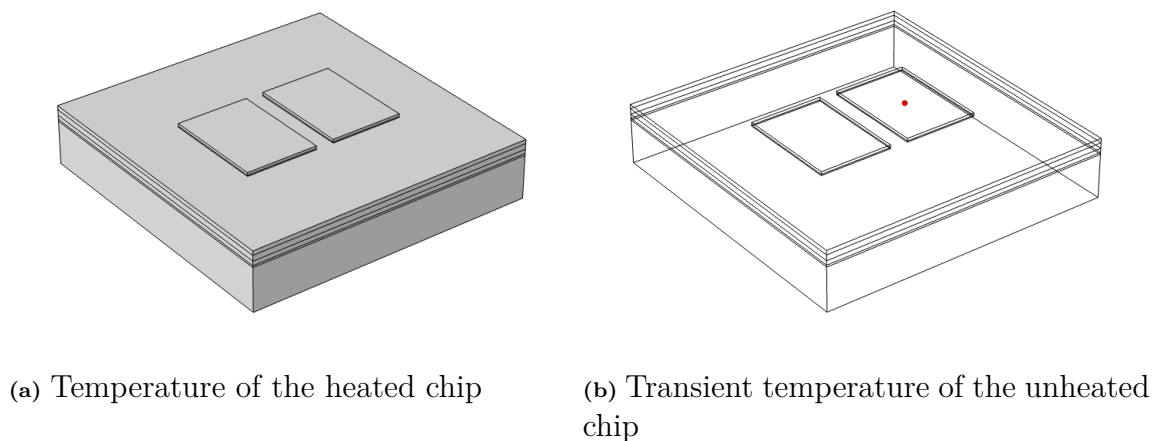 (a) Temperature of the heated chip
(b) Transient temperature of the unheated
chip